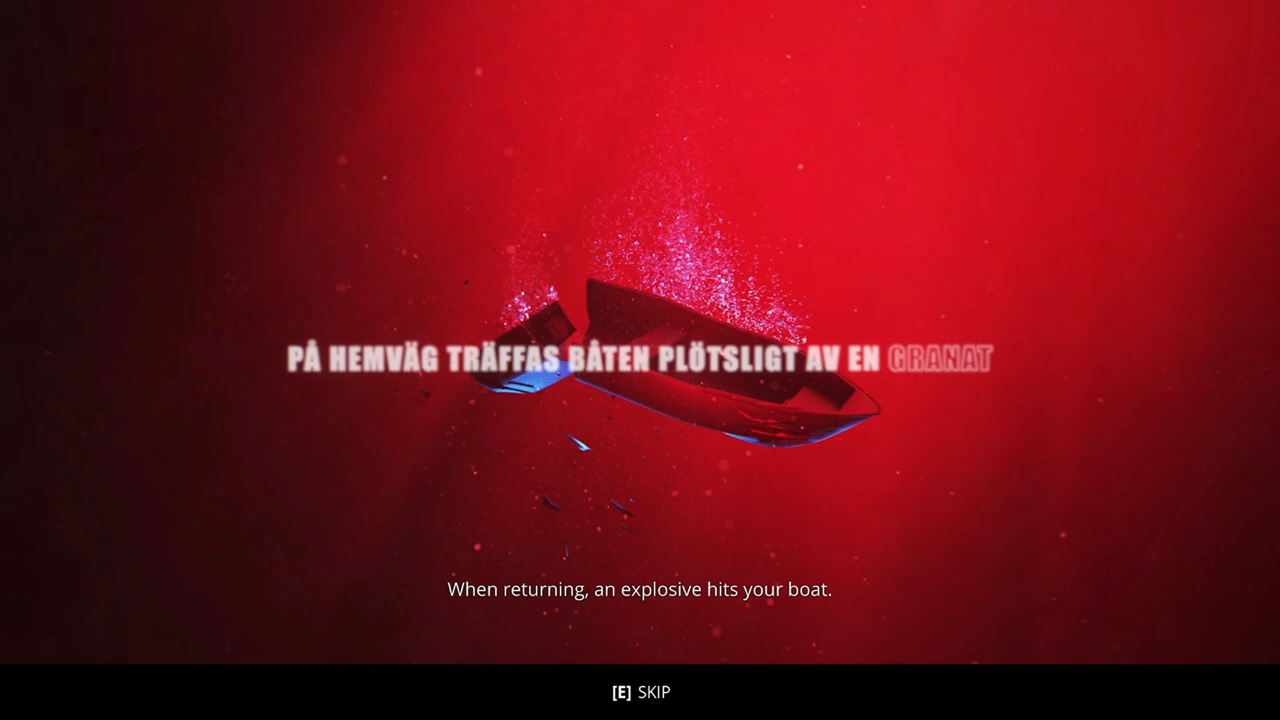 PÅ HEMVÄG TRÄFFAS BÅTEN PLÖTSLIGT AV EN GRANAT
When returning, an explosive hits your boat.
[E] SKIP